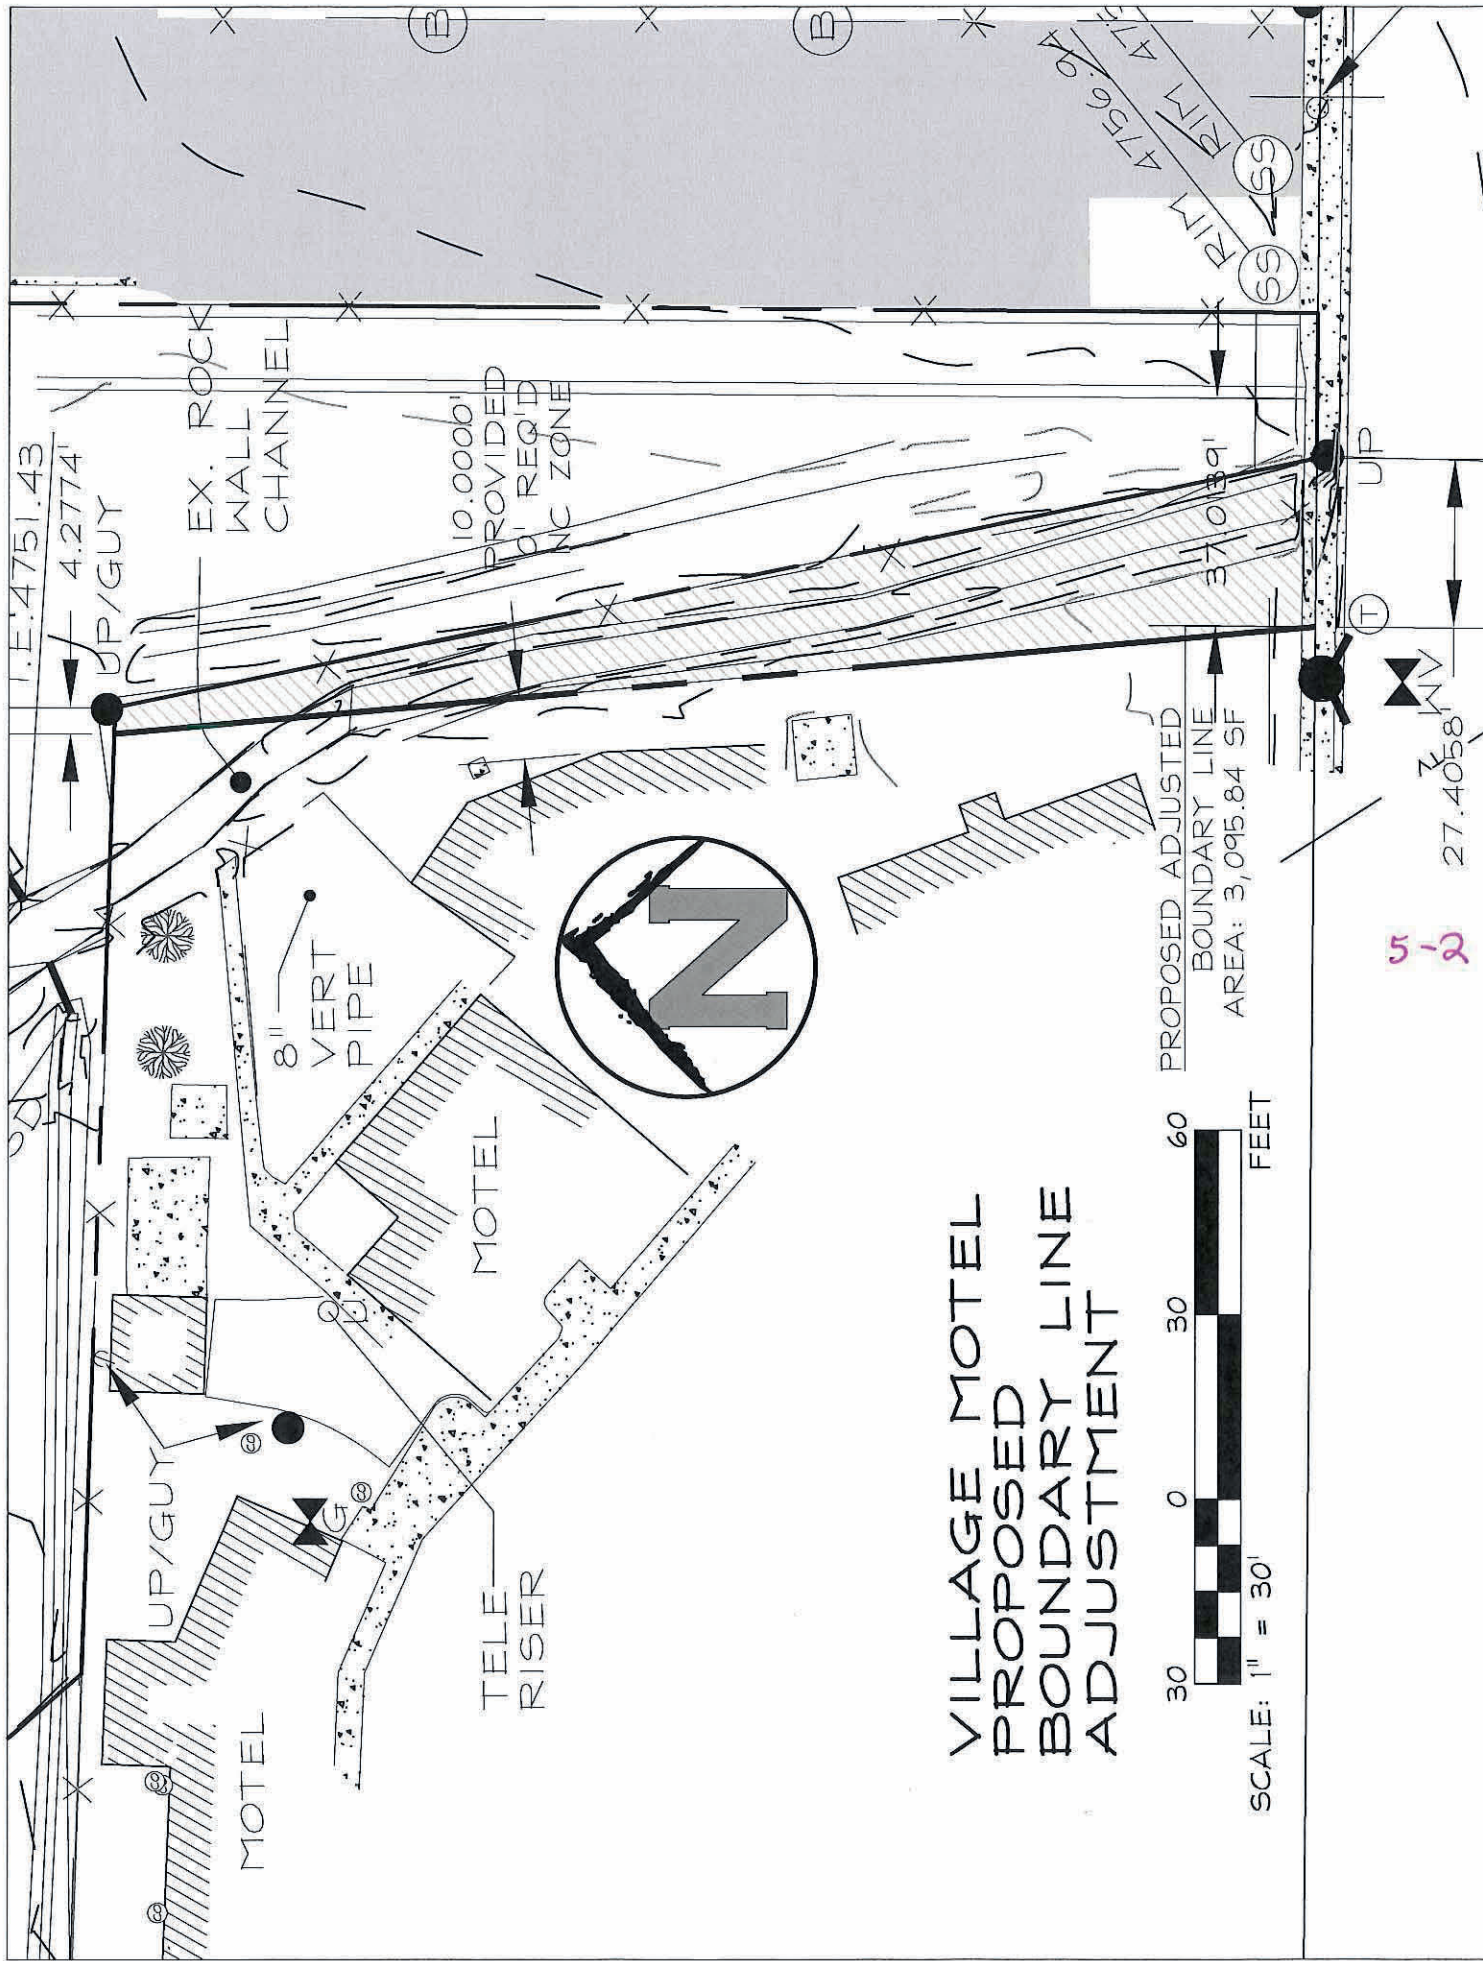 I.E. 4751.43
4.2774'
UP/GUY
EX. ROCK
WALL
CHANNEL
10.0000'
PROVIDED
0' REQ'D
NC ZONE
B
B
RIM 4756.94
RIM 47
SS
SS
37.0139'
UP
T
WV
27.4058'
8"
VERT
PIPE
MOTEL
UP/GUY
G
TELE
RISER
MOTEL
N
PROPOSED ADJUSTED
BOUNDARY LINE
AREA: 3,095.84 SF
VILLAGE MOTEL
PROPOSED
BOUNDARY LINE
ADJUSTMENT
30 0 30 60
FEET
SCALE: 1" = 30'
5-2